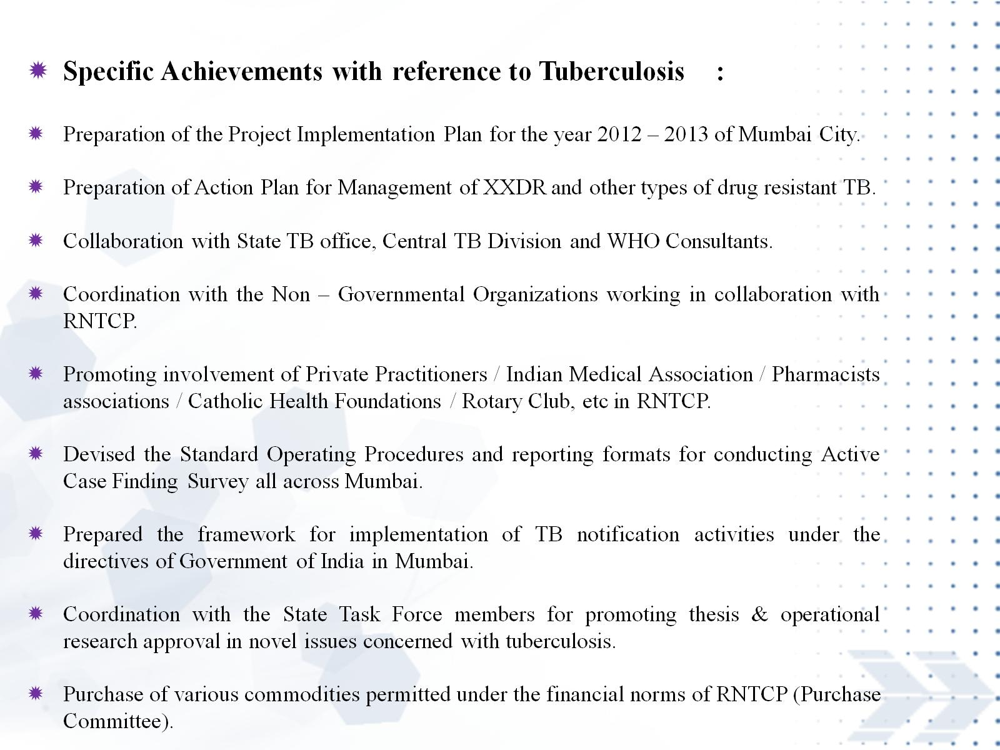 Specific Achievements with reference to Tuberculosis :
Preparation of the Project Implementation Plan for the year 2012 – 2013 of Mumbai City.
Preparation of Action Plan for Management of XXDR and other types of drug resistant TB.
Collaboration with State TB office, Central TB Division and WHO Consultants.
Coordination with the Non – Governmental Organizations working in collaboration with
RNTCP.
Promoting involvement of Private Practitioners / Indian Medical Association / Pharmacists
associations / Catholic Health Foundations / Rotary Club, etc in RNTCP.
Devised the Standard Operating Procedures and reporting formats for conducting Active
Case Finding Survey all across Mumbai.
Prepared the framework for implementation of TB notification activities under the
directives of Government of India in Mumbai.
Coordination with the State Task Force members for promoting thesis & operational
research approval in novel issues concerned with tuberculosis.
Purchase of various commodities permitted under the financial norms of RNTCP (Purchase
Committee).